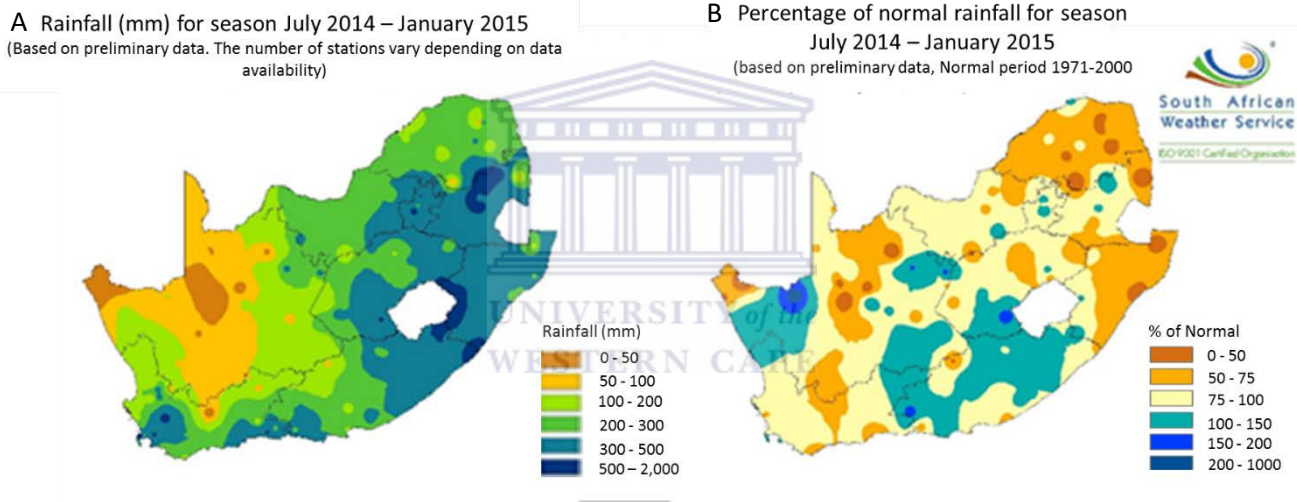 A Rainfall (mm) for season July 2014 – January 2015
(Based on preliminary data. The number of stations vary depending on data
availability)
B Percentage of normal rainfall for season
July 2014 – January 2015
(based on preliminary data, Normal period 1971-2000
South African
Weather Service
ISO 9001 Certified Organisation
UNIVERSITY of the
WESTERN CAPE
Rainfall (mm)
0 - 50
50 - 100
100 - 200
200 - 300
300 - 500
500 – 2,000
% of Normal
0 - 50
50 - 75
75 - 100
100 - 150
150 - 200
200 - 1000